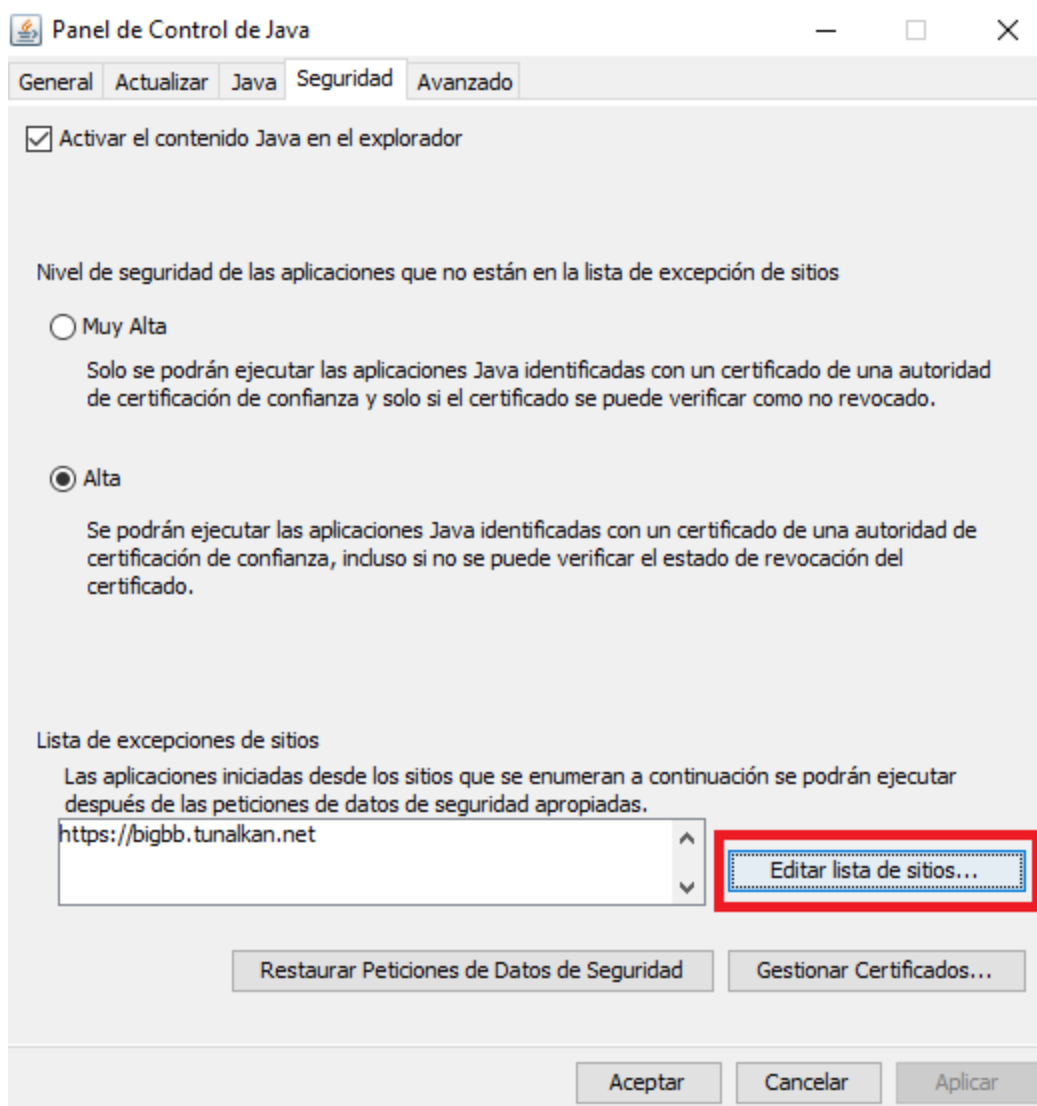 Panel de Control de Java
General Actualizar Java Seguridad Avanzado
Activar el contenido Java en el explorador
Nivel de seguridad de las aplicaciones que no están en la lista de excepción de sitios
Muy Alta
Solo se podrán ejecutar las aplicaciones Java identificadas con un certificado de una autoridad
de certificación de confianza y solo si el certificado se puede verificar como no revocado.
Alta
Se podrán ejecutar las aplicaciones Java identificadas con un certificado de una autoridad de
certificación de confianza, incluso si no se puede verificar el estado de revocación del
certificado.
Lista de excepciones de sitios
Las aplicaciones iniciadas desde los sitios que se enumeran a continuación se podrán ejecutar
después de las peticiones de datos de seguridad apropiadas.
https://bigbb.tunalkan.net
Editar lista de sitios...
Restaurar Peticiones de Datos de Seguridad Gestionar Certificados...
Aceptar Cancelar Aplicar